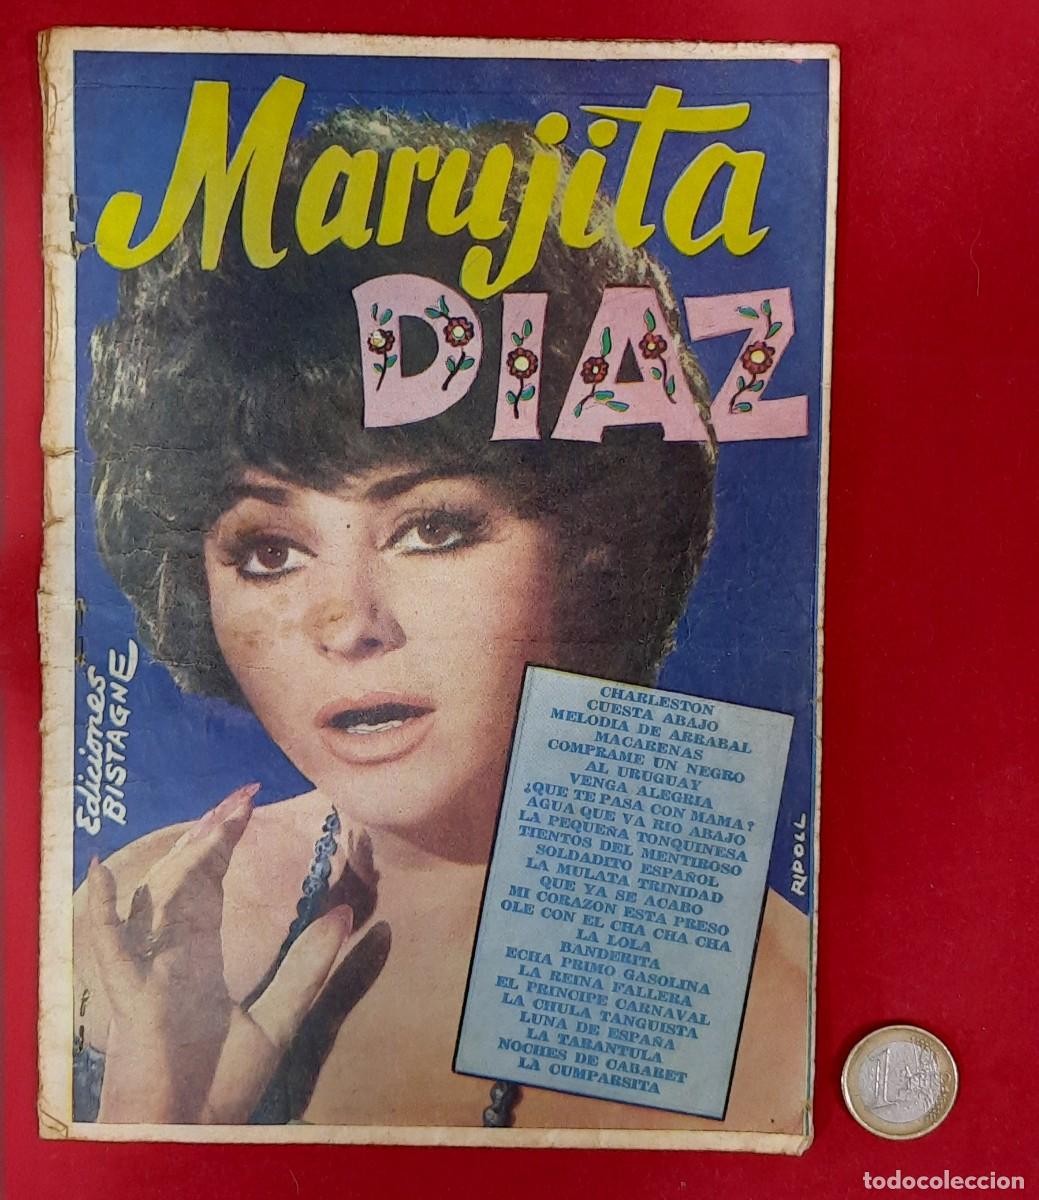 Marujita
DIAZ
Ediciones
BISTAGNE
CHARLESTON
CUESTA ABAJO
MELODIA DE ARRABAL
MACARENAS
COMPRAME UN NEGRO
AL URUGUAY
VENGA ALEGRIA
¿QUE TE PASA CON MAMA?
AGUA QUE VA RIO ABAJO
LA PEQUEÑA TONQUINESA
TIENTOS DEL MENTIROSO
SOLDADITO ESPAÑOL
LA MULATA TRINIDAD
QUE YA SE ACABO
MI CORAZON ESTA PRESO
OLE CON EL CHA CHA CHA
LA LOLA
BANDERITA
ECHA PRIMO GASOLINA
LA REINA FALLERA
EL PRINCIPE CARNAVAL
LA CHULA TANGUISTA
LUNA DE ESPAÑA
LA TARANTULA
NOCHES DE CABARET
LA CUMPARSITA
RIPOLL
1
todocoleccion